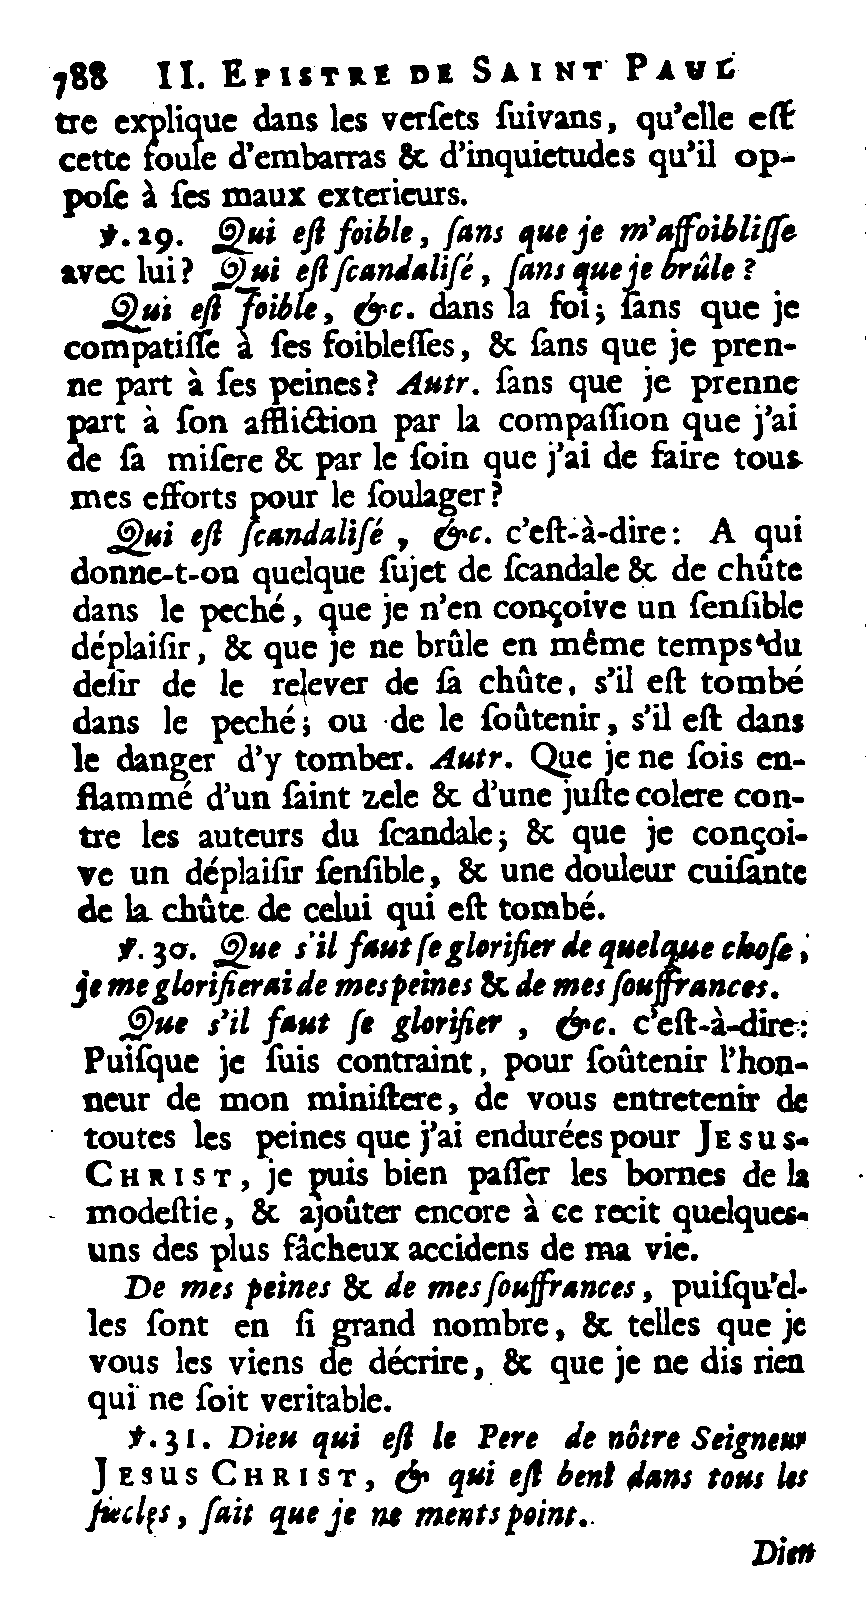 788 II. EPISTRE DE SAINT PAUL
tre explique dans les verſets ſuivans, qu'elle eſt
cette foule d'embarras & d'inquietudes qu'il op-
poſe à ſes maux exterieurs.
℣. 29. Qui eſt foible, ſans que je m'affoibliſſe
avec lui? Qui eſt ſcandaliſé, ſans que je brûle?
Qui eſt foible, &c. dans la foi; ſans que je
compatiſſe à ſes foibleſſes, & ſans que je pren-
ne part à ſes peines? Autr. ſans que je prenne
part à ſon affliction par la compaſſion que j'ai
de ſa miſere & par le ſoin que j'ai de faire tous
mes efforts pour le ſoulager?
Qui eſt ſcandaliſé, &c. c'eſt-à-dire: A qui
donne-t-on quelque ſujet de ſcandale & de chûte
dans le peché, que je n'en conçoive un ſenſible
déplaiſir, & que je ne brûle en même temps du
deſir de le relever de ſa chûte, s'il eſt tombé
dans le peché; ou de le ſoûtenir, s'il eſt dans
le danger d'y tomber. Autr. Que je ne ſois en-
flammé d'un ſaint zele & d'une juſte colere con-
tre les auteurs du ſcandale; & que je conçoi-
ve un déplaiſir ſenſible, & une douleur cuiſante
de la chûte de celui qui eſt tombé.
℣. 30. Que s'il faut ſe glorifier de quelque choſe,
je me glorifierai de mes peines & de mes ſouffrances.
Que s'il faut ſe glorifier, &c. c'eſt-à-dire:
Puiſque je ſuis contraint, pour ſoûtenir l'hon-
neur de mon miniſtere, de vous entretenir de
toutes les peines que j'ai endurées pour JESUS-
CHRIST, je puis bien paſſer les bornes de la
modeſtie, & ajoûter encore à ce recit quelques-
uns des plus fâcheux accidens de ma vie.
De mes peines & de mes ſouffrances, puiſqu'el-
les ſont en ſi grand nombre, & telles que je
vous les viens de décrire, & que je ne dis rien
qui ne ſoit veritable.
℣. 31. Dieu qui eſt le Pere de nôtre Seigneur
JESUS CHRIST, & qui eſt beni dans tous les
ſiecles, ſait que je ne ments point.
Dieu